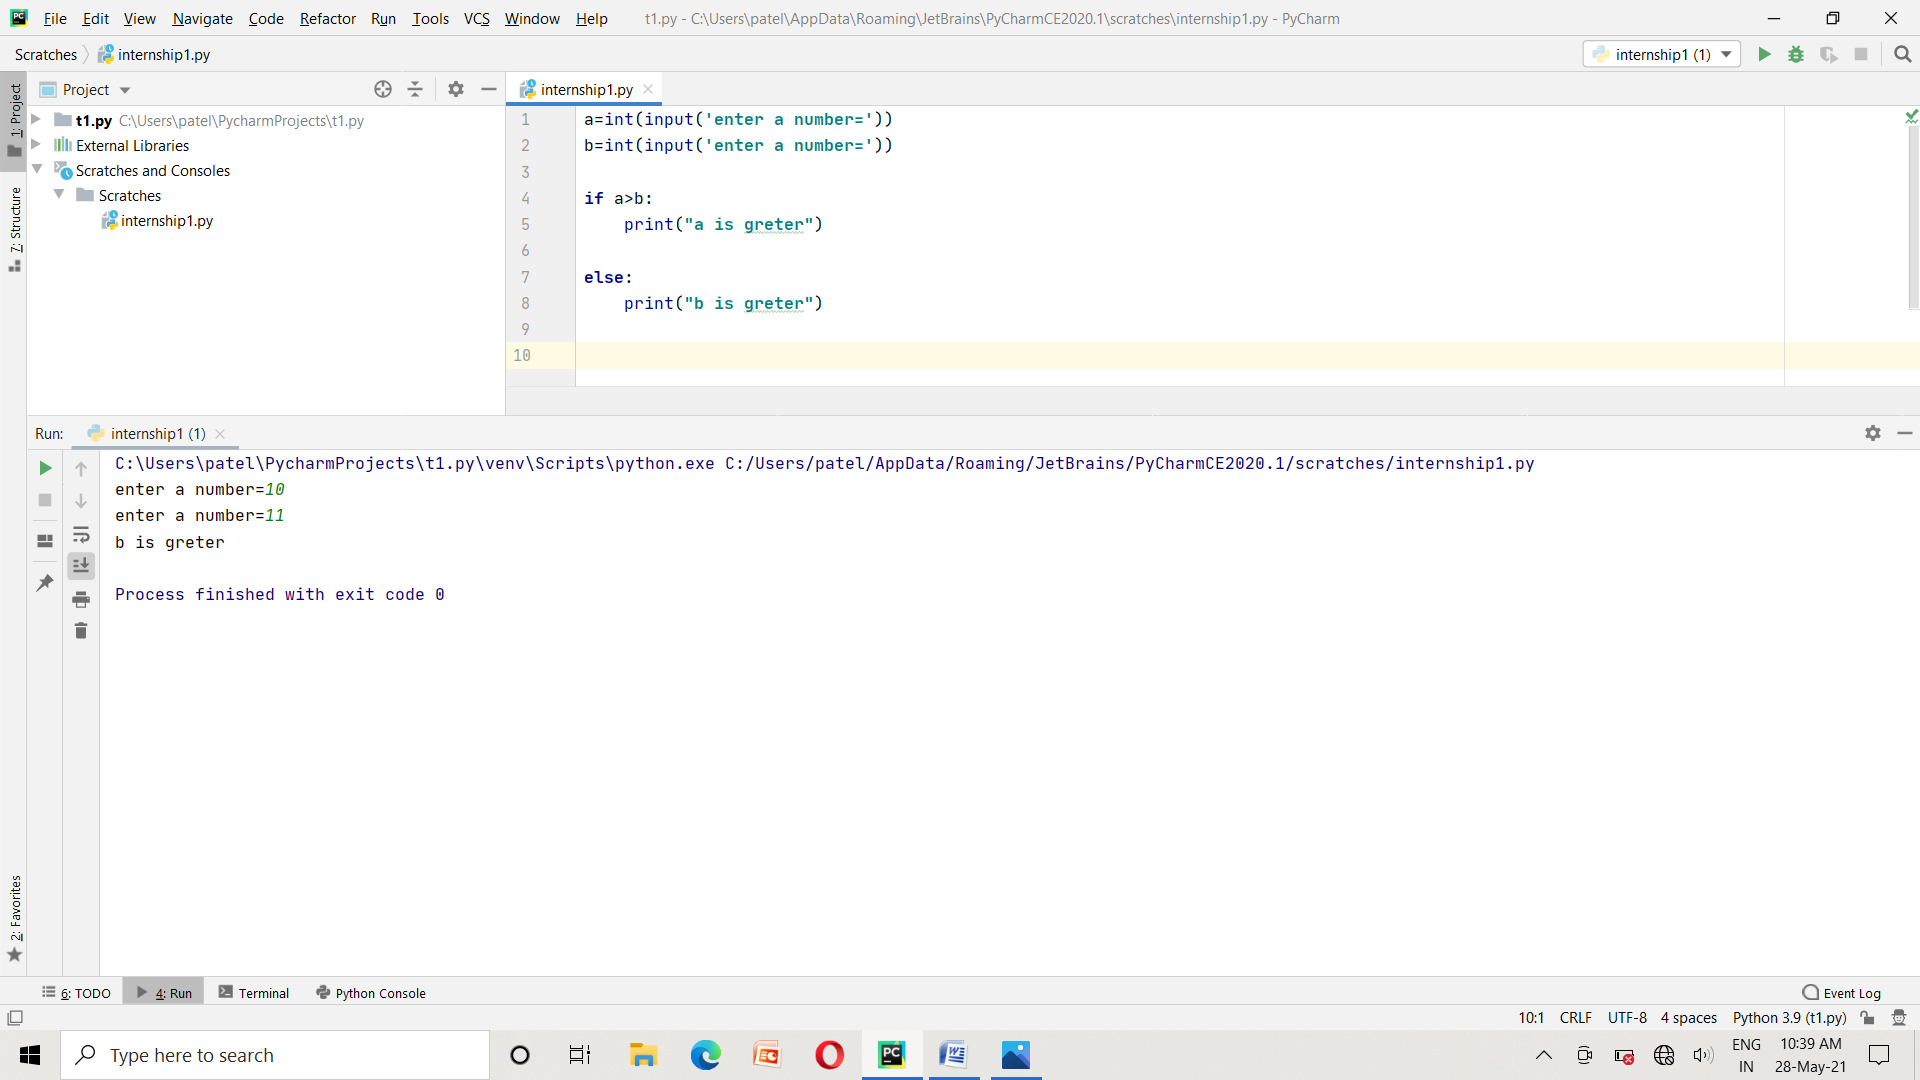 File Edit View Navigate Code Refactor Run Tools VCS Window Help t1.py - C:\Users\patel\AppData\Roaming\JetBrains\PyCharmCE2020.1\scratches\internship1.py - PyCharm
Scratches internship1.py internship1 (1)
Project internship1.py
1: Project
7: Structure
t1.py C:\Users\patel\PycharmProjects\t1.py
External Libraries
Scratches and Consoles
Scratches
internship1.py
1 a=int(input('enter a number='))
2 b=int(input('enter a number='))
3
4 if a>b:
5 print("a is greter")
6
7 else:
8 print("b is greter")
9
10
Run: internship1 (1)
C:\Users\patel\PycharmProjects\t1.py\venv\Scripts\python.exe C:/Users/patel/AppData/Roaming/JetBrains/PyCharmCE2020.1/scratches/internship1.py
enter a number=10
enter a number=11
b is greter
Process finished with exit code 0
2: Favorites
6: TODO 4: Run Terminal Python Console Event Log
10:1 CRLF UTF-8 4 spaces Python 3.9 (t1.py)
Type here to search
ENG
IN
10:39 AM
28-May-21